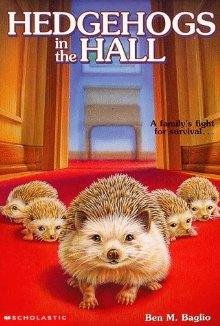 HEDGEHOGS
in the HALL
A family's fight
for survival. .
Ben M. Baglio
SCHOLASTIC